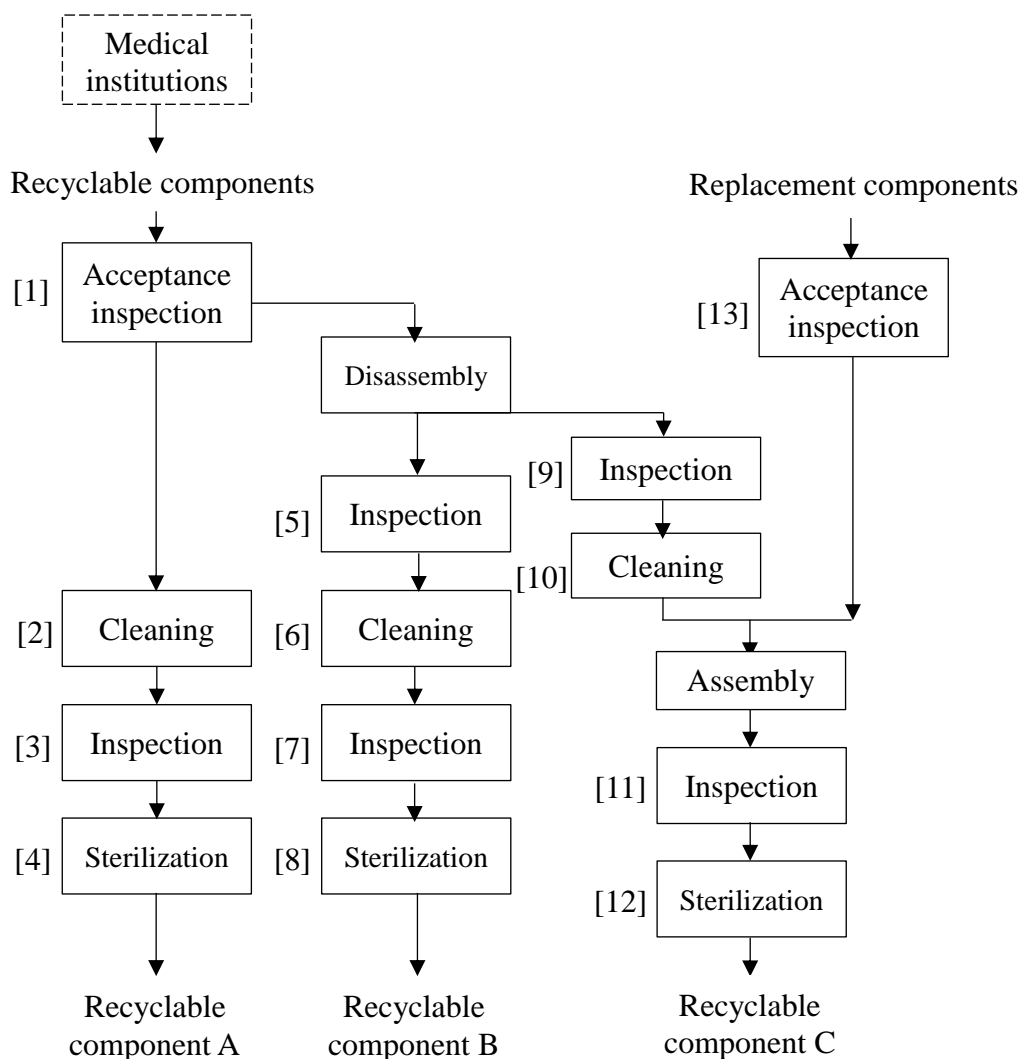 Medical
institutions
Recyclable components
Replacement components
[1]
Acceptance
inspection
[13]
Acceptance
inspection
Disassembly
[9]
Inspection
[5]
Inspection
[10]
Cleaning
[2]
Cleaning
[6]
Cleaning
Assembly
[3]
Inspection
[7]
Inspection
[11]
Inspection
[4]
Sterilization
[8]
Sterilization
[12]
Sterilization
Recyclable
component A
Recyclable
component B
Recyclable
component C